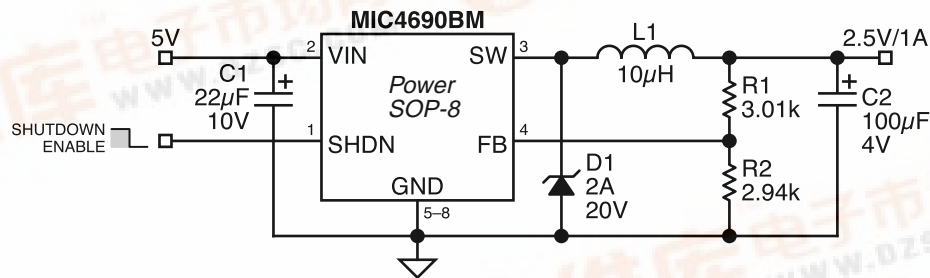 MIC4690BM
5V
2
VIN
SW
3
L1
10µH
2.5V/1A
C1
22µF
10V
+
Power
SOP-8
R1
3.01k
+
C2
100µF
4V
SHUTDOWN
ENABLE
1
SHDN
FB
4
GND
5–8
D1
2A
20V
R2
2.94k